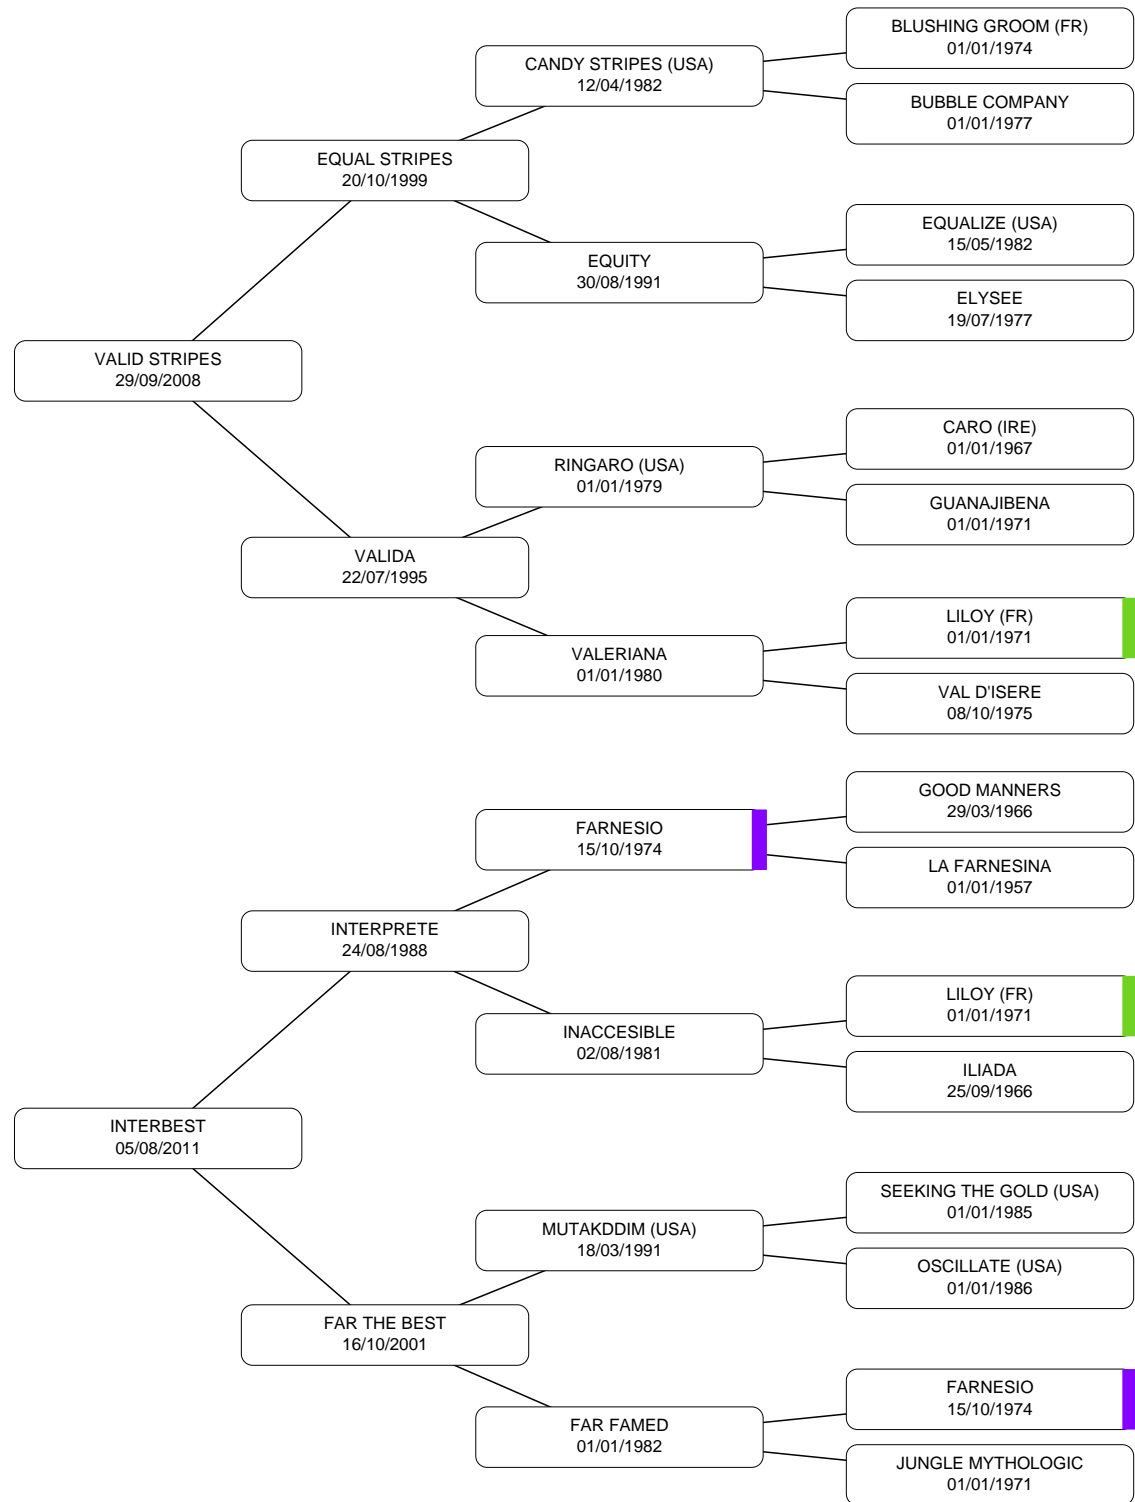 BLUSHING GROOM (FR)
01/01/1974
CANDY STRIPES (USA)
12/04/1982
BUBBLE COMPANY
01/01/1977
EQUAL STRIPES
20/10/1999
EQUALIZE (USA)
15/05/1982
EQUITY
30/08/1991
ELYSEE
19/07/1977
VALID STRIPES
29/09/2008
CARO (IRE)
01/01/1967
RINGARO (USA)
01/01/1979
GUANAJIBENA
01/01/1971
VALIDA
22/07/1995
LILOY (FR)
01/01/1971
VALERIANA
01/01/1980
VAL D'ISERE
08/10/1975
GOOD MANNERS
29/03/1966
FARNESIO
15/10/1974
LA FARNESINA
01/01/1957
INTERPRETE
24/08/1988
LILOY (FR)
01/01/1971
INACCESIBLE
02/08/1981
ILIADA
25/09/1966
INTERBEST
05/08/2011
SEEKING THE GOLD (USA)
01/01/1985
MUTAKDDIM (USA)
18/03/1991
OSCILLATE (USA)
01/01/1986
FAR THE BEST
16/10/2001
FARNESIO
15/10/1974
FAR FAMED
01/01/1982
JUNGLE MYTHOLOGIC
01/01/1971